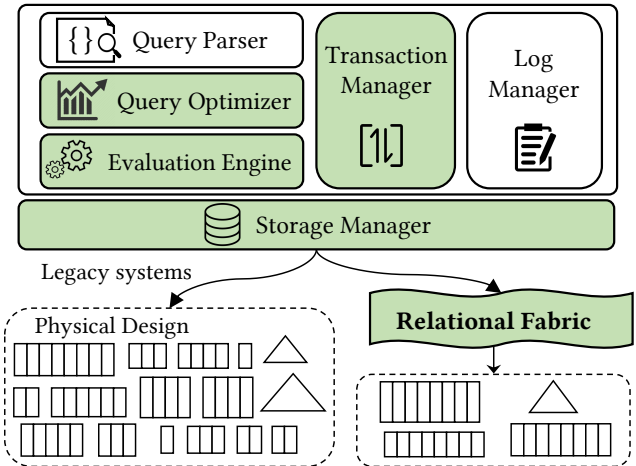 {} Query Parser
Query Optimizer
Evaluation Engine
Transaction
Manager
Log
Manager
Storage Manager
Legacy systems
Physical Design
Relational Fabric